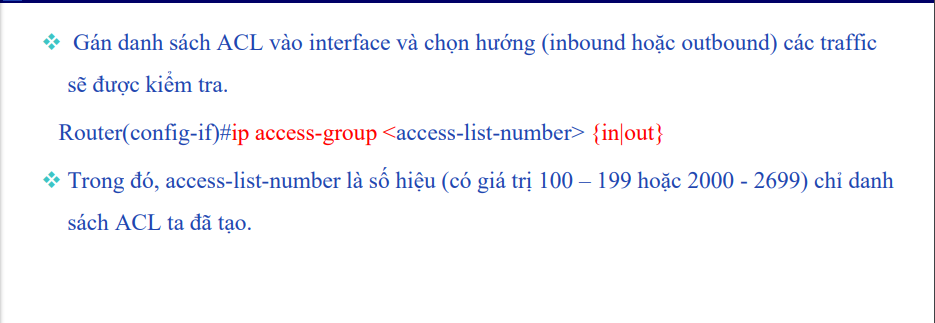 ❖ Gán danh sách ACL vào interface và chọn hướng (inbound hoặc outbound) các traffic
sẽ được kiểm tra.
Router(config-if)#ip access-group <access-list-number> {in|out}
❖ Trong đó, access-list-number là số hiệu (có giá trị 100 – 199 hoặc 2000 - 2699) chỉ danh
sách ACL ta đã tạo.